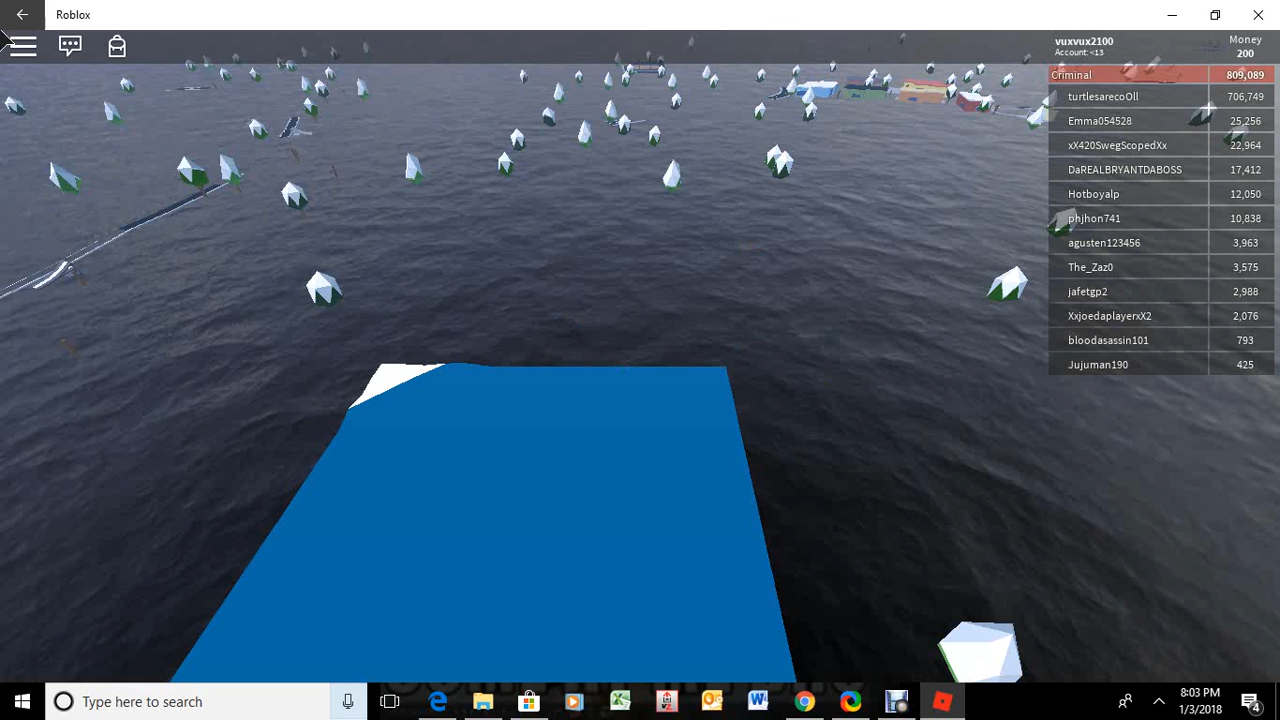 Roblox
vuxvux2100
Account: <13
Money
200
Criminal 809,089
turtlesarecoOll 706,749
Emma054528 25,256
xX420SwegScopedXx 22,964
DaREALBRYANTDABOSS 17,412
Hotboyalp 12,050
phjhon741 10,838
agusten123456 3,963
The_Zaz0 3,575
jafetgp2 2,988
XxjoedaplayerxX2 2,076
bloodasassin101 793
Jujuman190 425
Type here to search
8:03 PM
1/3/2018
4